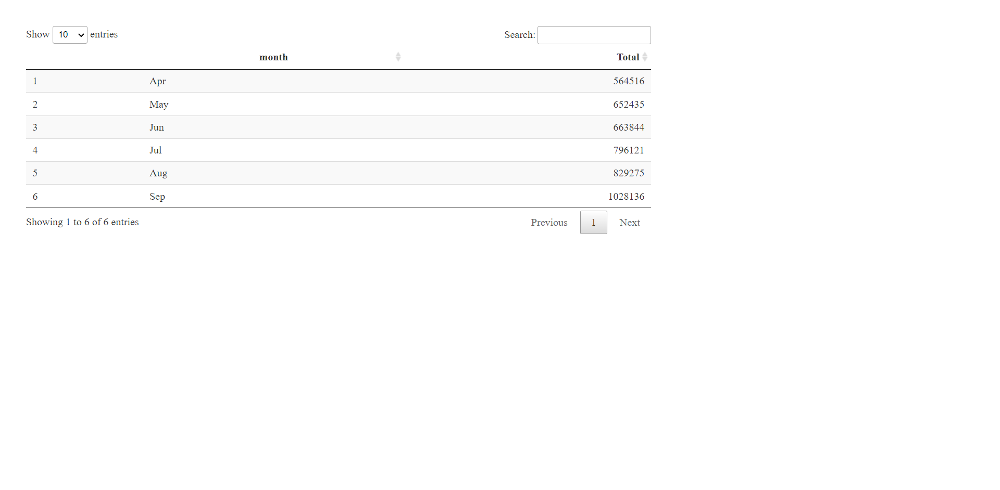 Show 10 entries Search:
month Total
1 Apr 564516
2 May 652435
3 Jun 663844
4 Jul 796121
5 Aug 829275
6 Sep 1028136
Showing 1 to 6 of 6 entries Previous 1 Next